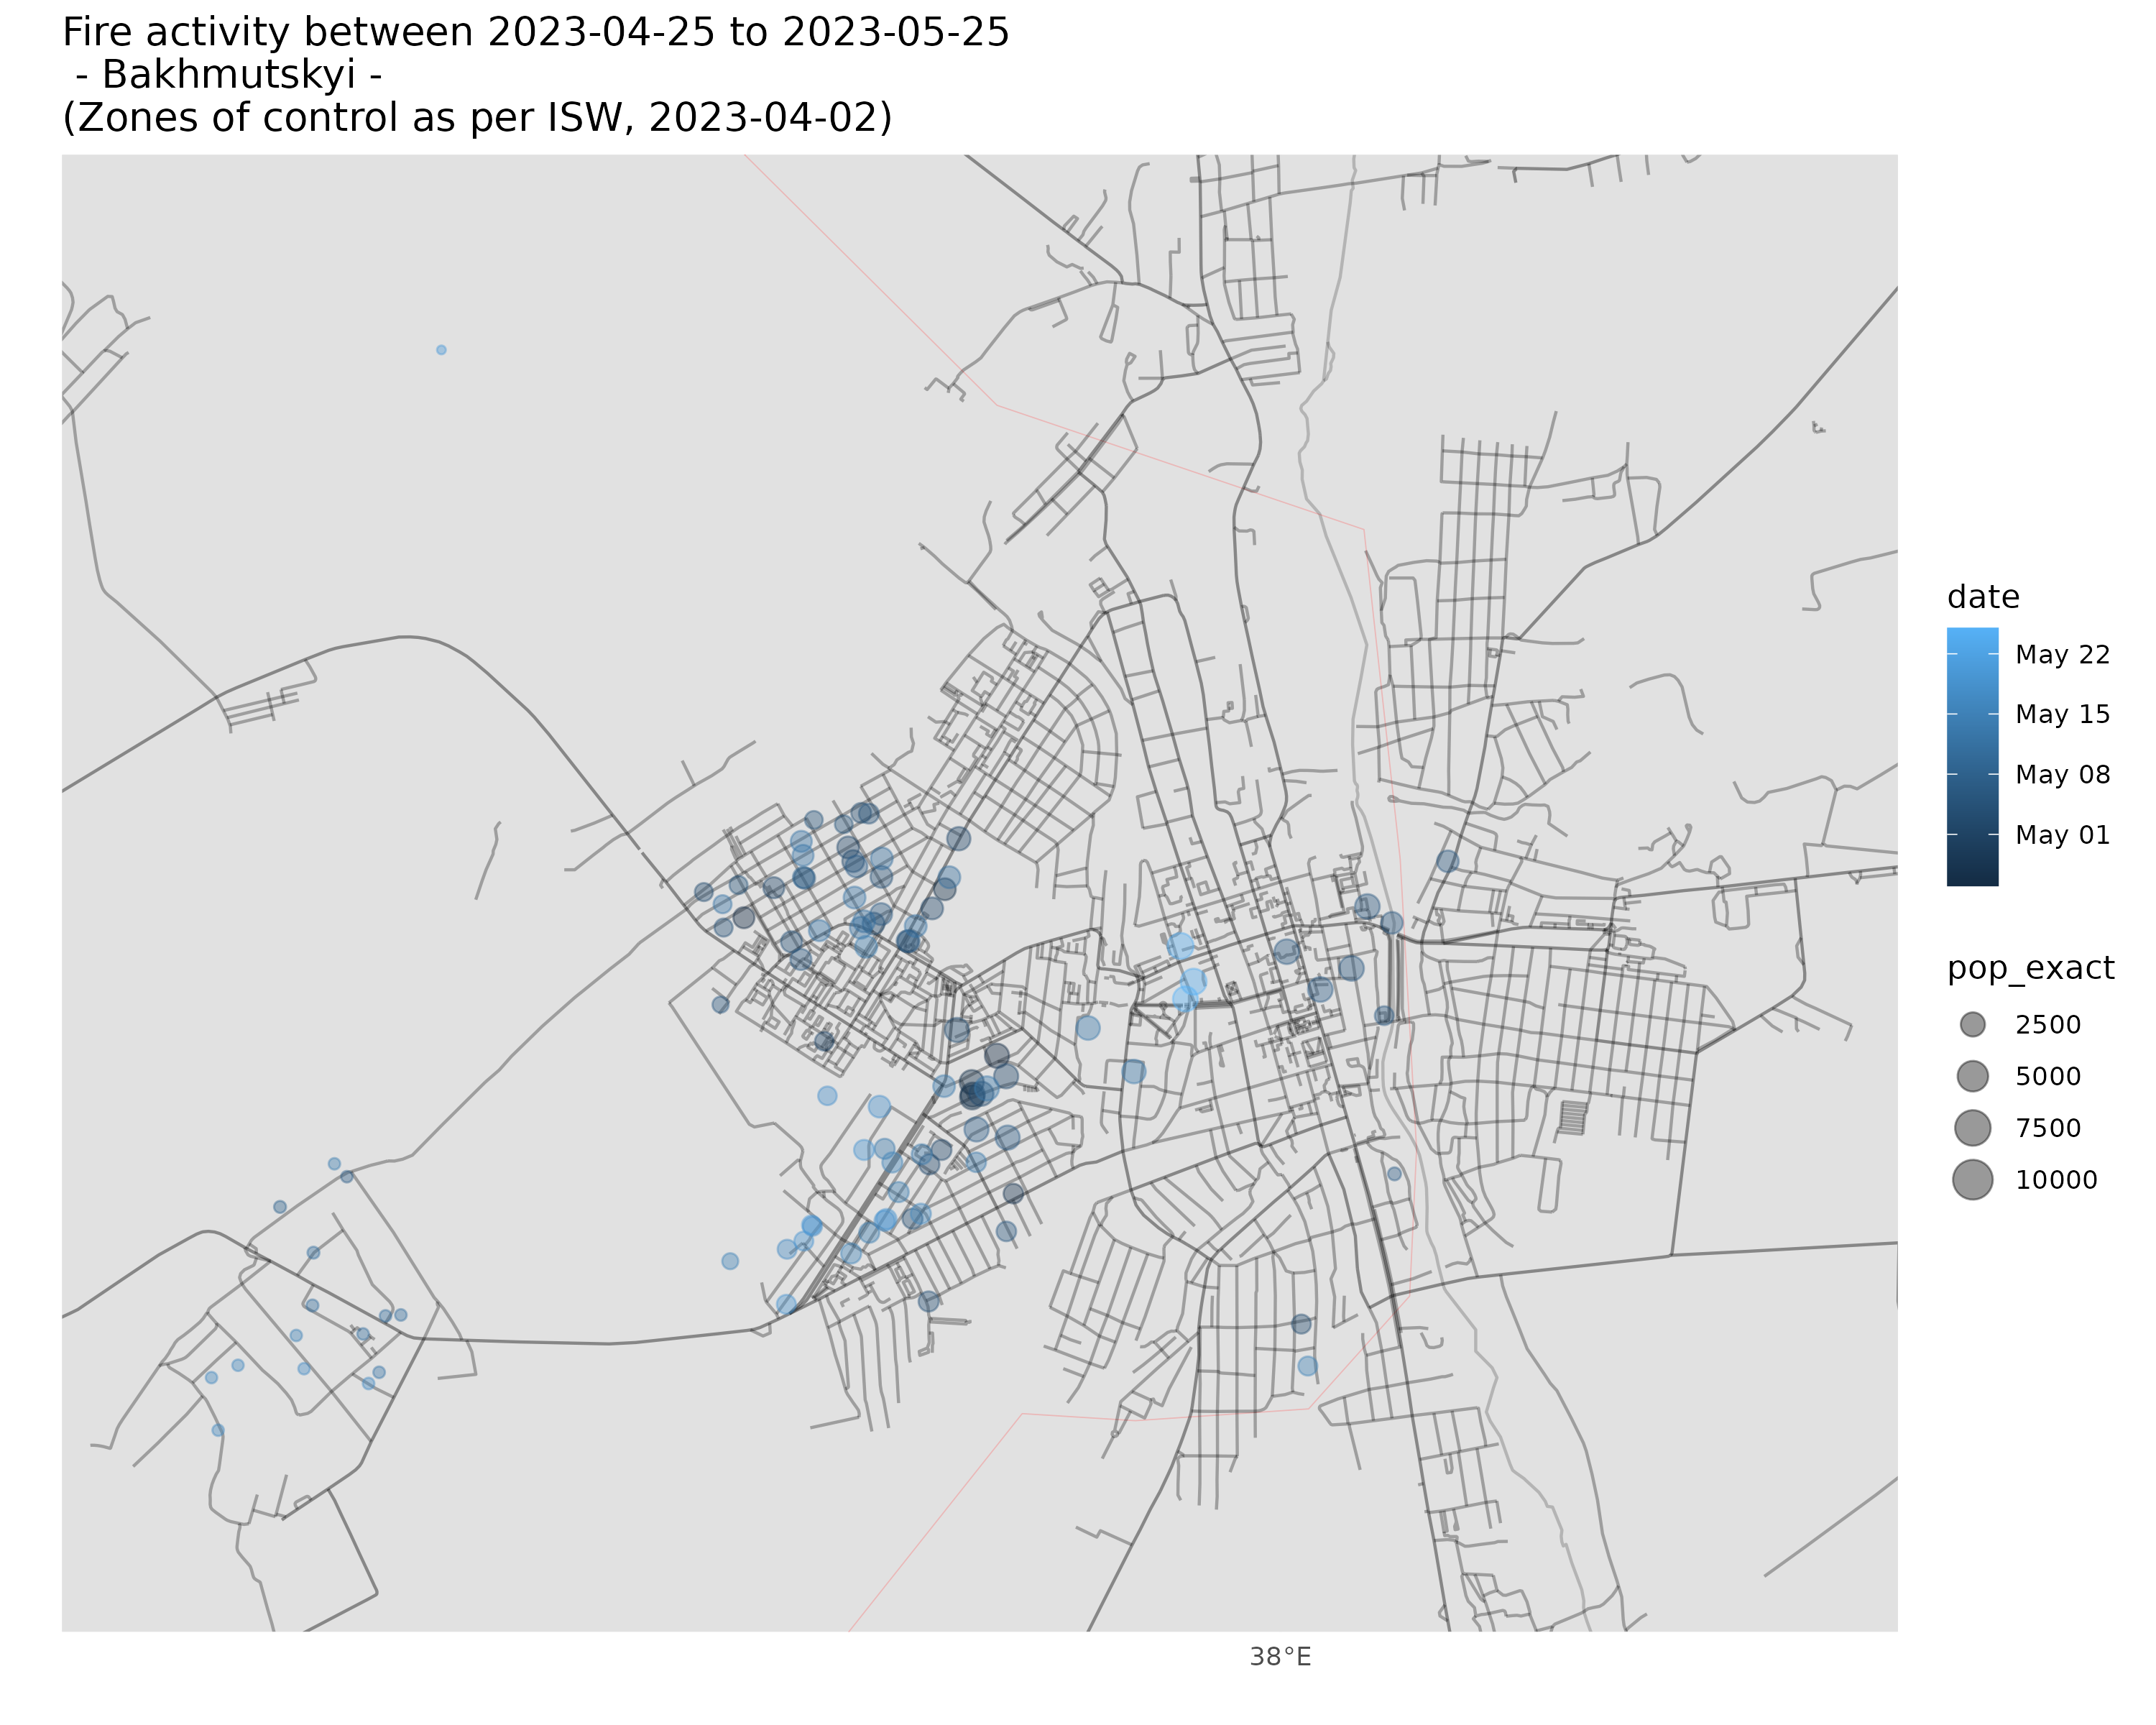 Fire activity between 2023-04-25 to 2023-05-25
- Bakhmutskyi -
(Zones of control as per ISW, 2023-04-02)
date
May 22
May 15
May 08
May 01
pop_exact
2500
5000
7500
10000
38°E